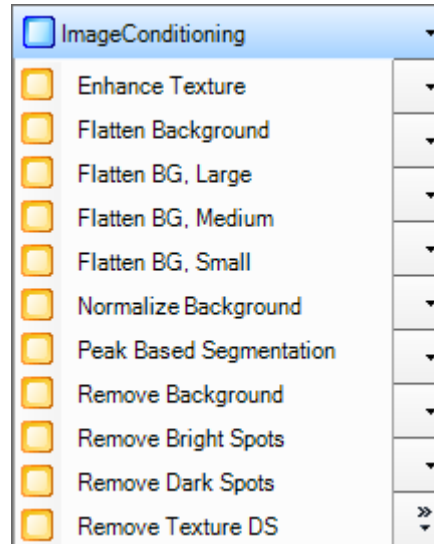 ImageConditioning
Enhance Texture
Flatten Background
Flatten BG, Large
Flatten BG, Medium
Flatten BG, Small
Normalize Background
Peak Based Segmentation
Remove Background
Remove Bright Spots
Remove Dark Spots
Remove Texture DS